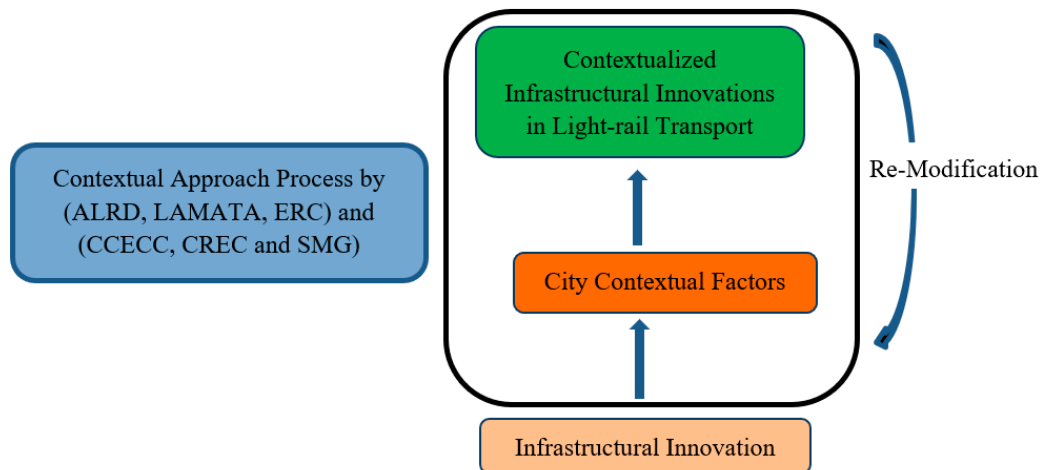 Contextualized
Infrastructural Innovations
in Light-rail Transport
Contextual Approach Process by
(ALRD, LAMATA, ERC) and
(CCECC, CREC and SMG)
Re-Modification
City Contextual Factors
Infrastructural Innovation